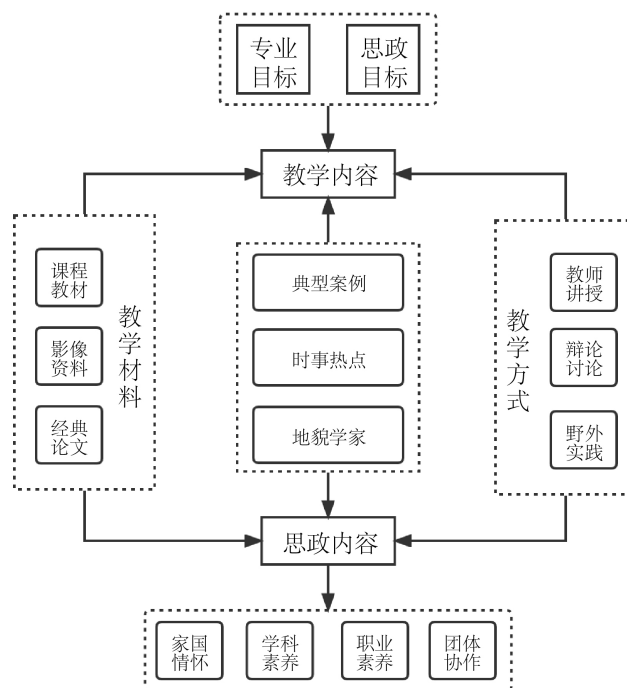 专业
目标
思政
目标
教学内容
课程
教材
影像
资料
经典
论文
教学材料
典型案例
时事热点
地貌学家
教学方式
教师
讲授
辩论
讨论
野外
实践
思政内容
家国
情怀
学科
素养
职业
素养
团体
协作